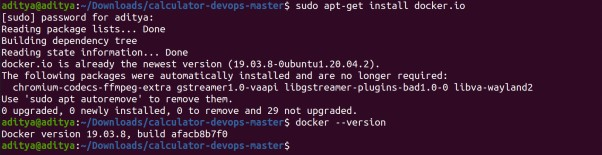 aditya@aditya:~/Downloads/calculator-devops-master$ sudo apt-get install docker.io
[sudo] password for aditya:
Reading package lists... Done
Building dependency tree
Reading state information... Done
docker.io is already the newest version (19.03.8-0ubuntu1.20.04.2).
The following packages were automatically installed and are no longer required:
  chromium-codecs-ffmpeg-extra gstreamer1.0-vaapi libgstreamer-plugins-bad1.0-0 libva-wayland2
Use 'sudo apt autoremove' to remove them.
0 upgraded, 0 newly installed, 0 to remove and 29 not upgraded.
aditya@aditya:~/Downloads/calculator-devops-master$ docker --version
Docker version 19.03.8, build afacb8b7f0
aditya@aditya:~/Downloads/calculator-devops-master$